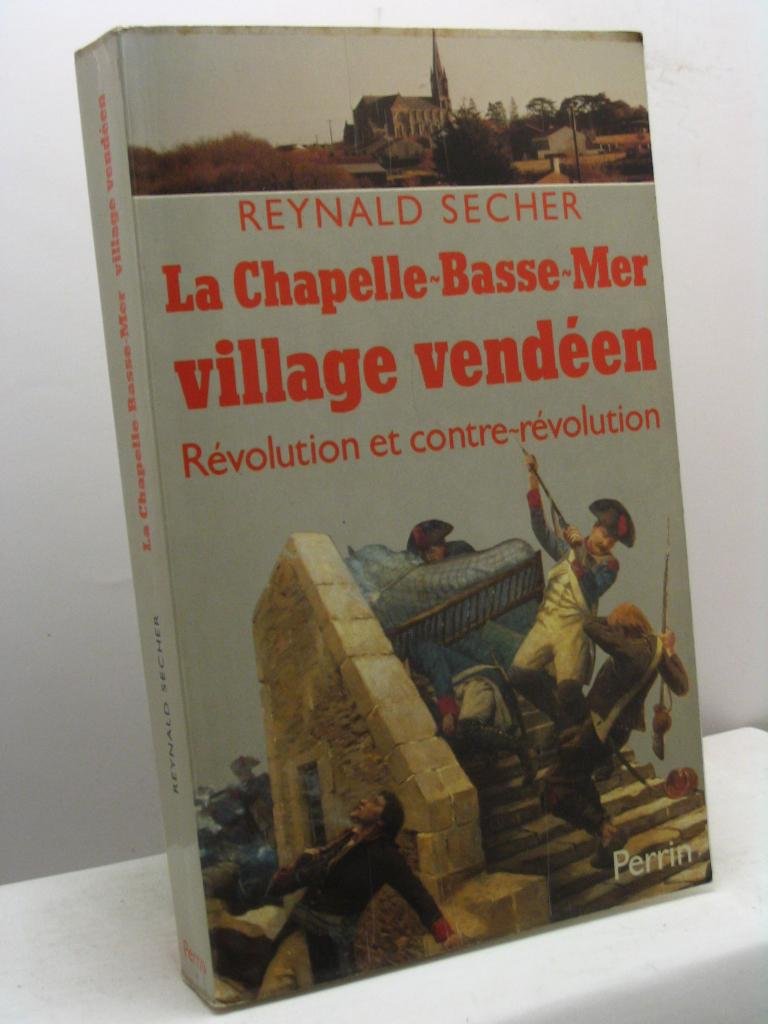 REYNALD SECHER
La Chapelle~Basse~Mer
village vendéen
Révolution et contre~révolution
Perrin
La Chapelle Basse-Mer village vendéen
REYNALD SECHER
Perrin